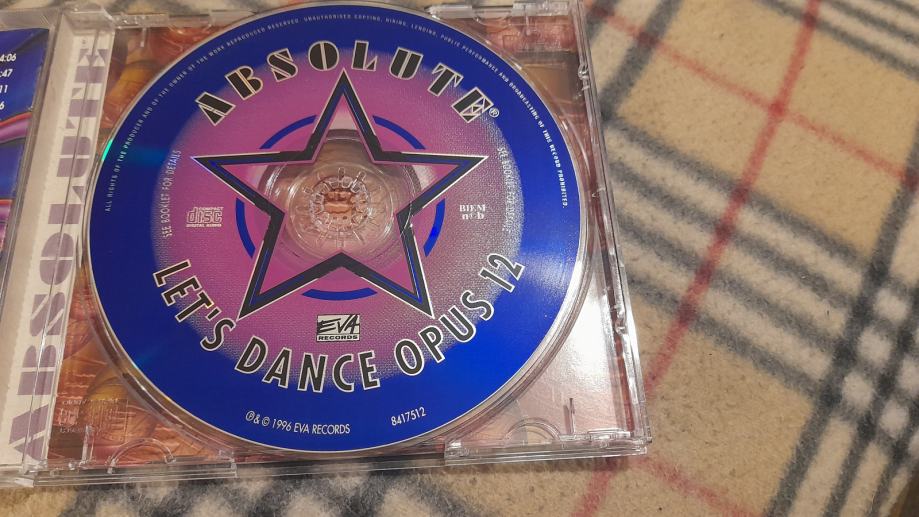 4:06
:47
11
6
ABSOLUTE
ALL RIGHTS OF THE PRODUCER AND OF THE OWNER OF THE WORK REPRODUCED RESERVED. UNAUTHORISED COPYING, HIRING, LENDING, PUBLIC PERFORMANCE AND BROADCASTING OF THIS RECORD PROHIBITED.
ABSOLUTE®
SEE BOOKLET FOR DETAILS
SEE BOOKLET FOR DETAILS
COMPACT
disc
DIGITAL AUDIO
BIEM
n©b
EVA
RECORDS
LET'S DANCE OPUS 12
℗ & © 1996 EVA RECORDS
8417512